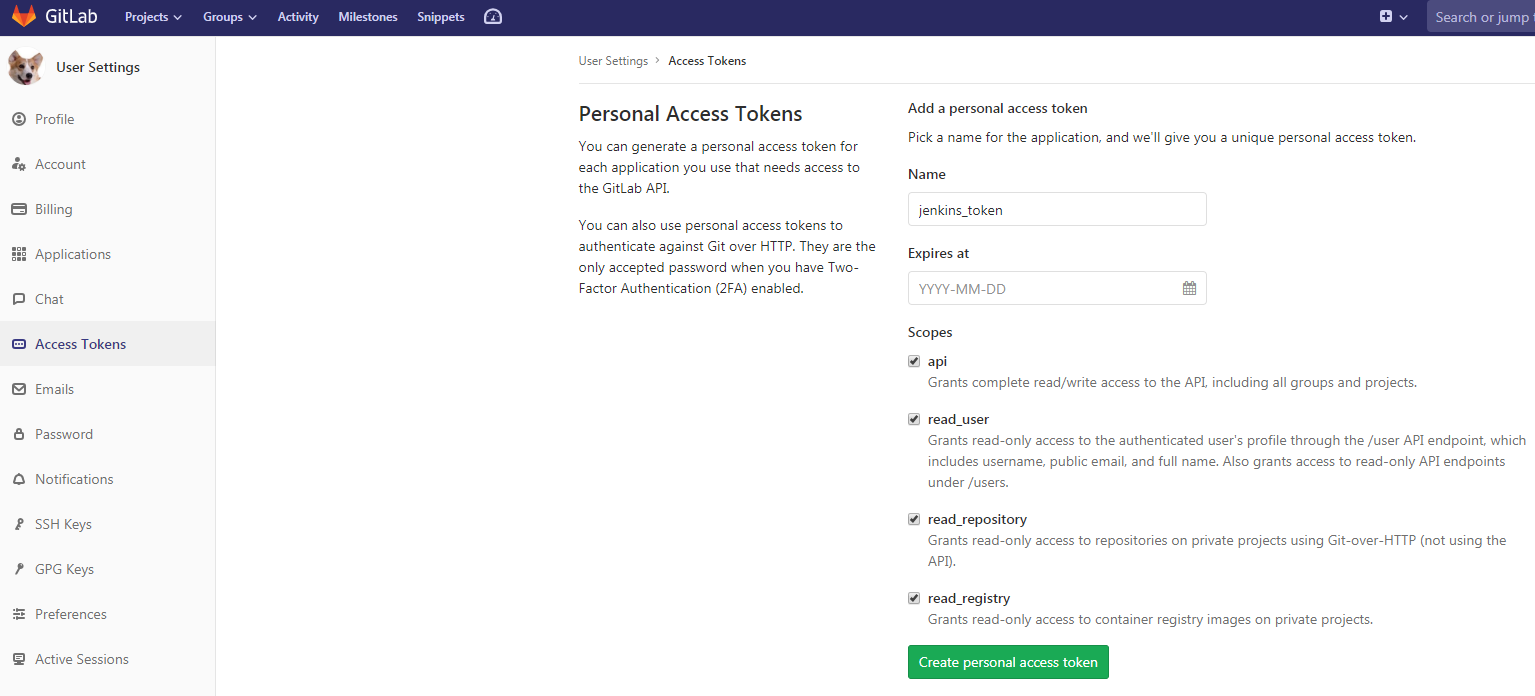 GitLab Projects Groups Activity Milestones Snippets Search or jump t
User Settings
Profile
Account
Billing
Applications
Chat
Access Tokens
Emails
Password
Notifications
SSH Keys
GPG Keys
Preferences
Active Sessions
User Settings > Access Tokens
Personal Access Tokens
You can generate a personal access token for
each application you use that needs access to
the GitLab API.
You can also use personal access tokens to
authenticate against Git over HTTP. They are the
only accepted password when you have Two-
Factor Authentication (2FA) enabled.
Add a personal access token
Pick a name for the application, and we'll give you a unique personal access token.
Name
jenkins_token
Expires at
YYYY-MM-DD
Scopes
api
Grants complete read/write access to the API, including all groups and projects.
read_user
Grants read-only access to the authenticated user's profile through the /user API endpoint, which
includes username, public email, and full name. Also grants access to read-only API endpoints
under /users.
read_repository
Grants read-only access to repositories on private projects using Git-over-HTTP (not using the
API).
read_registry
Grants read-only access to container registry images on private projects.
Create personal access token